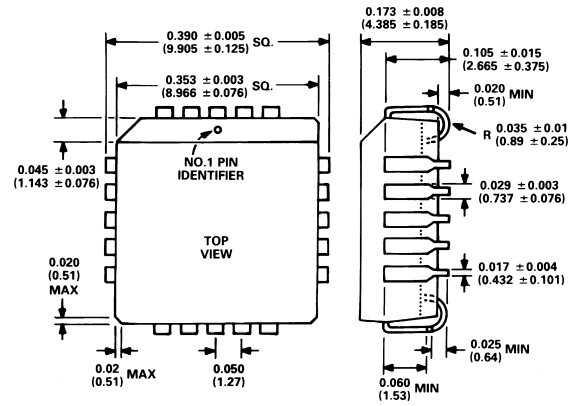 0.390 ±0.005 SQ.
(9.905 ±0.125)
0.353 ±0.003 SQ.
(8.966 ±0.076)
0.045 ±0.003
(1.143 ±0.076)
NO.1 PIN
IDENTIFIER
TOP
VIEW
0.020
(0.51)
MAX
0.02 MAX
(0.51)
0.050
(1.27)
0.173 ±0.008
(4.385 ±0.185)
0.105 ±0.015
(2.665 ±0.375)
0.020 MIN
(0.51)
R 0.035 ±0.01
(0.89 ±0.25)
0.029 ±0.003
(0.737 ±0.076)
0.017 ±0.004
(0.432 ±0.101)
0.025 MIN
(0.64)
0.060 MIN
(1.53)